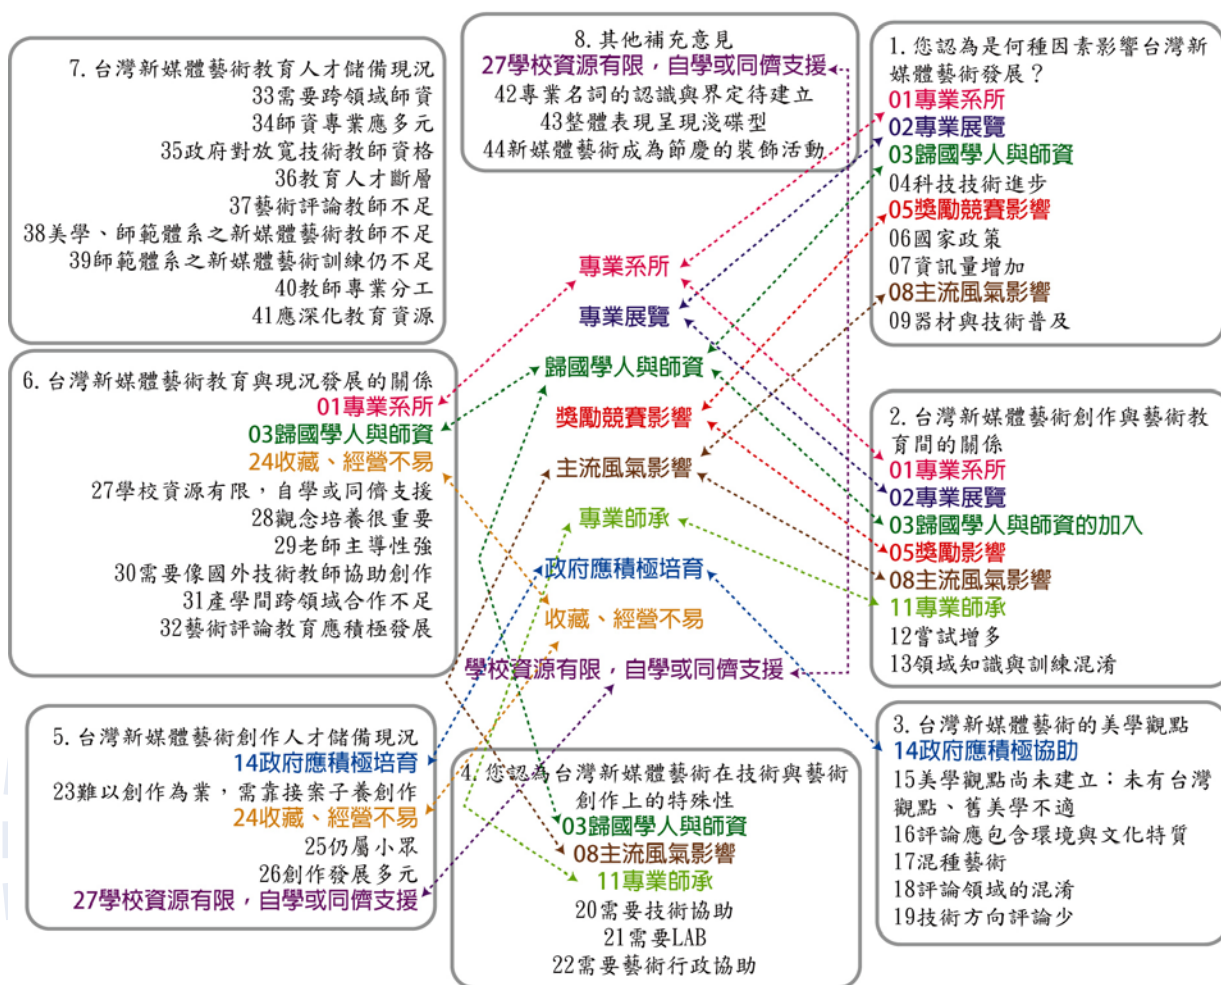 7.台灣新媒體藝術教育人才儲備現況
33需要跨領域師資
34師資專業應多元
35政府對放寬技術教師資格
36教育人才斷層
37藝術評論教師不足
38美學、師範體系之新媒體藝術教師不足
39師範體系之新媒體藝術訓練仍不足
40教師專業分工
41應深化教育資源
8.其他補充意見
27學校資源有限，自學或同儕支援
42專業名詞的認識與界定待建立
43整體表現呈現淺碟型
44新媒體藝術成為節慶的裝飾活動
1.您認為是何種因素影響台灣新
媒體藝術發展？
01專業系所
02專業展覽
03歸國學人與師資
04科技技術進步
05獎勵競賽影響
06國家政策
07資訊量增加
08主流風氣影響
09器材與技術普及
專業系所
專業展覽
歸國學人與師資
獎勵競賽影響
主流風氣影響
專業師承
政府應積極培育
收藏、經營不易
學校資源有限，自學或同儕支援
6.台灣新媒體藝術教育與現況發展的關係
01專業系所
03歸國學人與師資
24收藏、經營不易
27學校資源有限，自學或同儕支援
28觀念培養很重要
29老師主導性強
30需要像國外技術教師協助創作
31產學間跨領域合作不足
32藝術評論教育應積極發展
2.台灣新媒體藝術創作與藝術教
育間的關係
01專業系所
02專業展覽
03歸國學人與師資的加入
05獎勵影響
08主流風氣影響
11專業師承
12嘗試增多
13領域知識與訓練混淆
5.台灣新媒體藝術創作人才儲備現況
14政府應積極培育
23難以創作為業，需靠接案子養創作
24收藏、經營不易
25仍屬小眾
26創作發展多元
27學校資源有限，自學或同儕支援
4.您認為台灣新媒體藝術在技術與藝術
創作上的特殊性
03歸國學人與師資
08主流風氣影響
11專業師承
20需要技術協助
21需要LAB
22需要藝術行政協助
3.台灣新媒體藝術的美學觀點
14政府應積極協助
15美學觀點尚未建立：未有台灣
觀點、舊美學不適
16評論應包含環境與文化特質
17混種藝術
18評論領域的混淆
19技術方向評論少